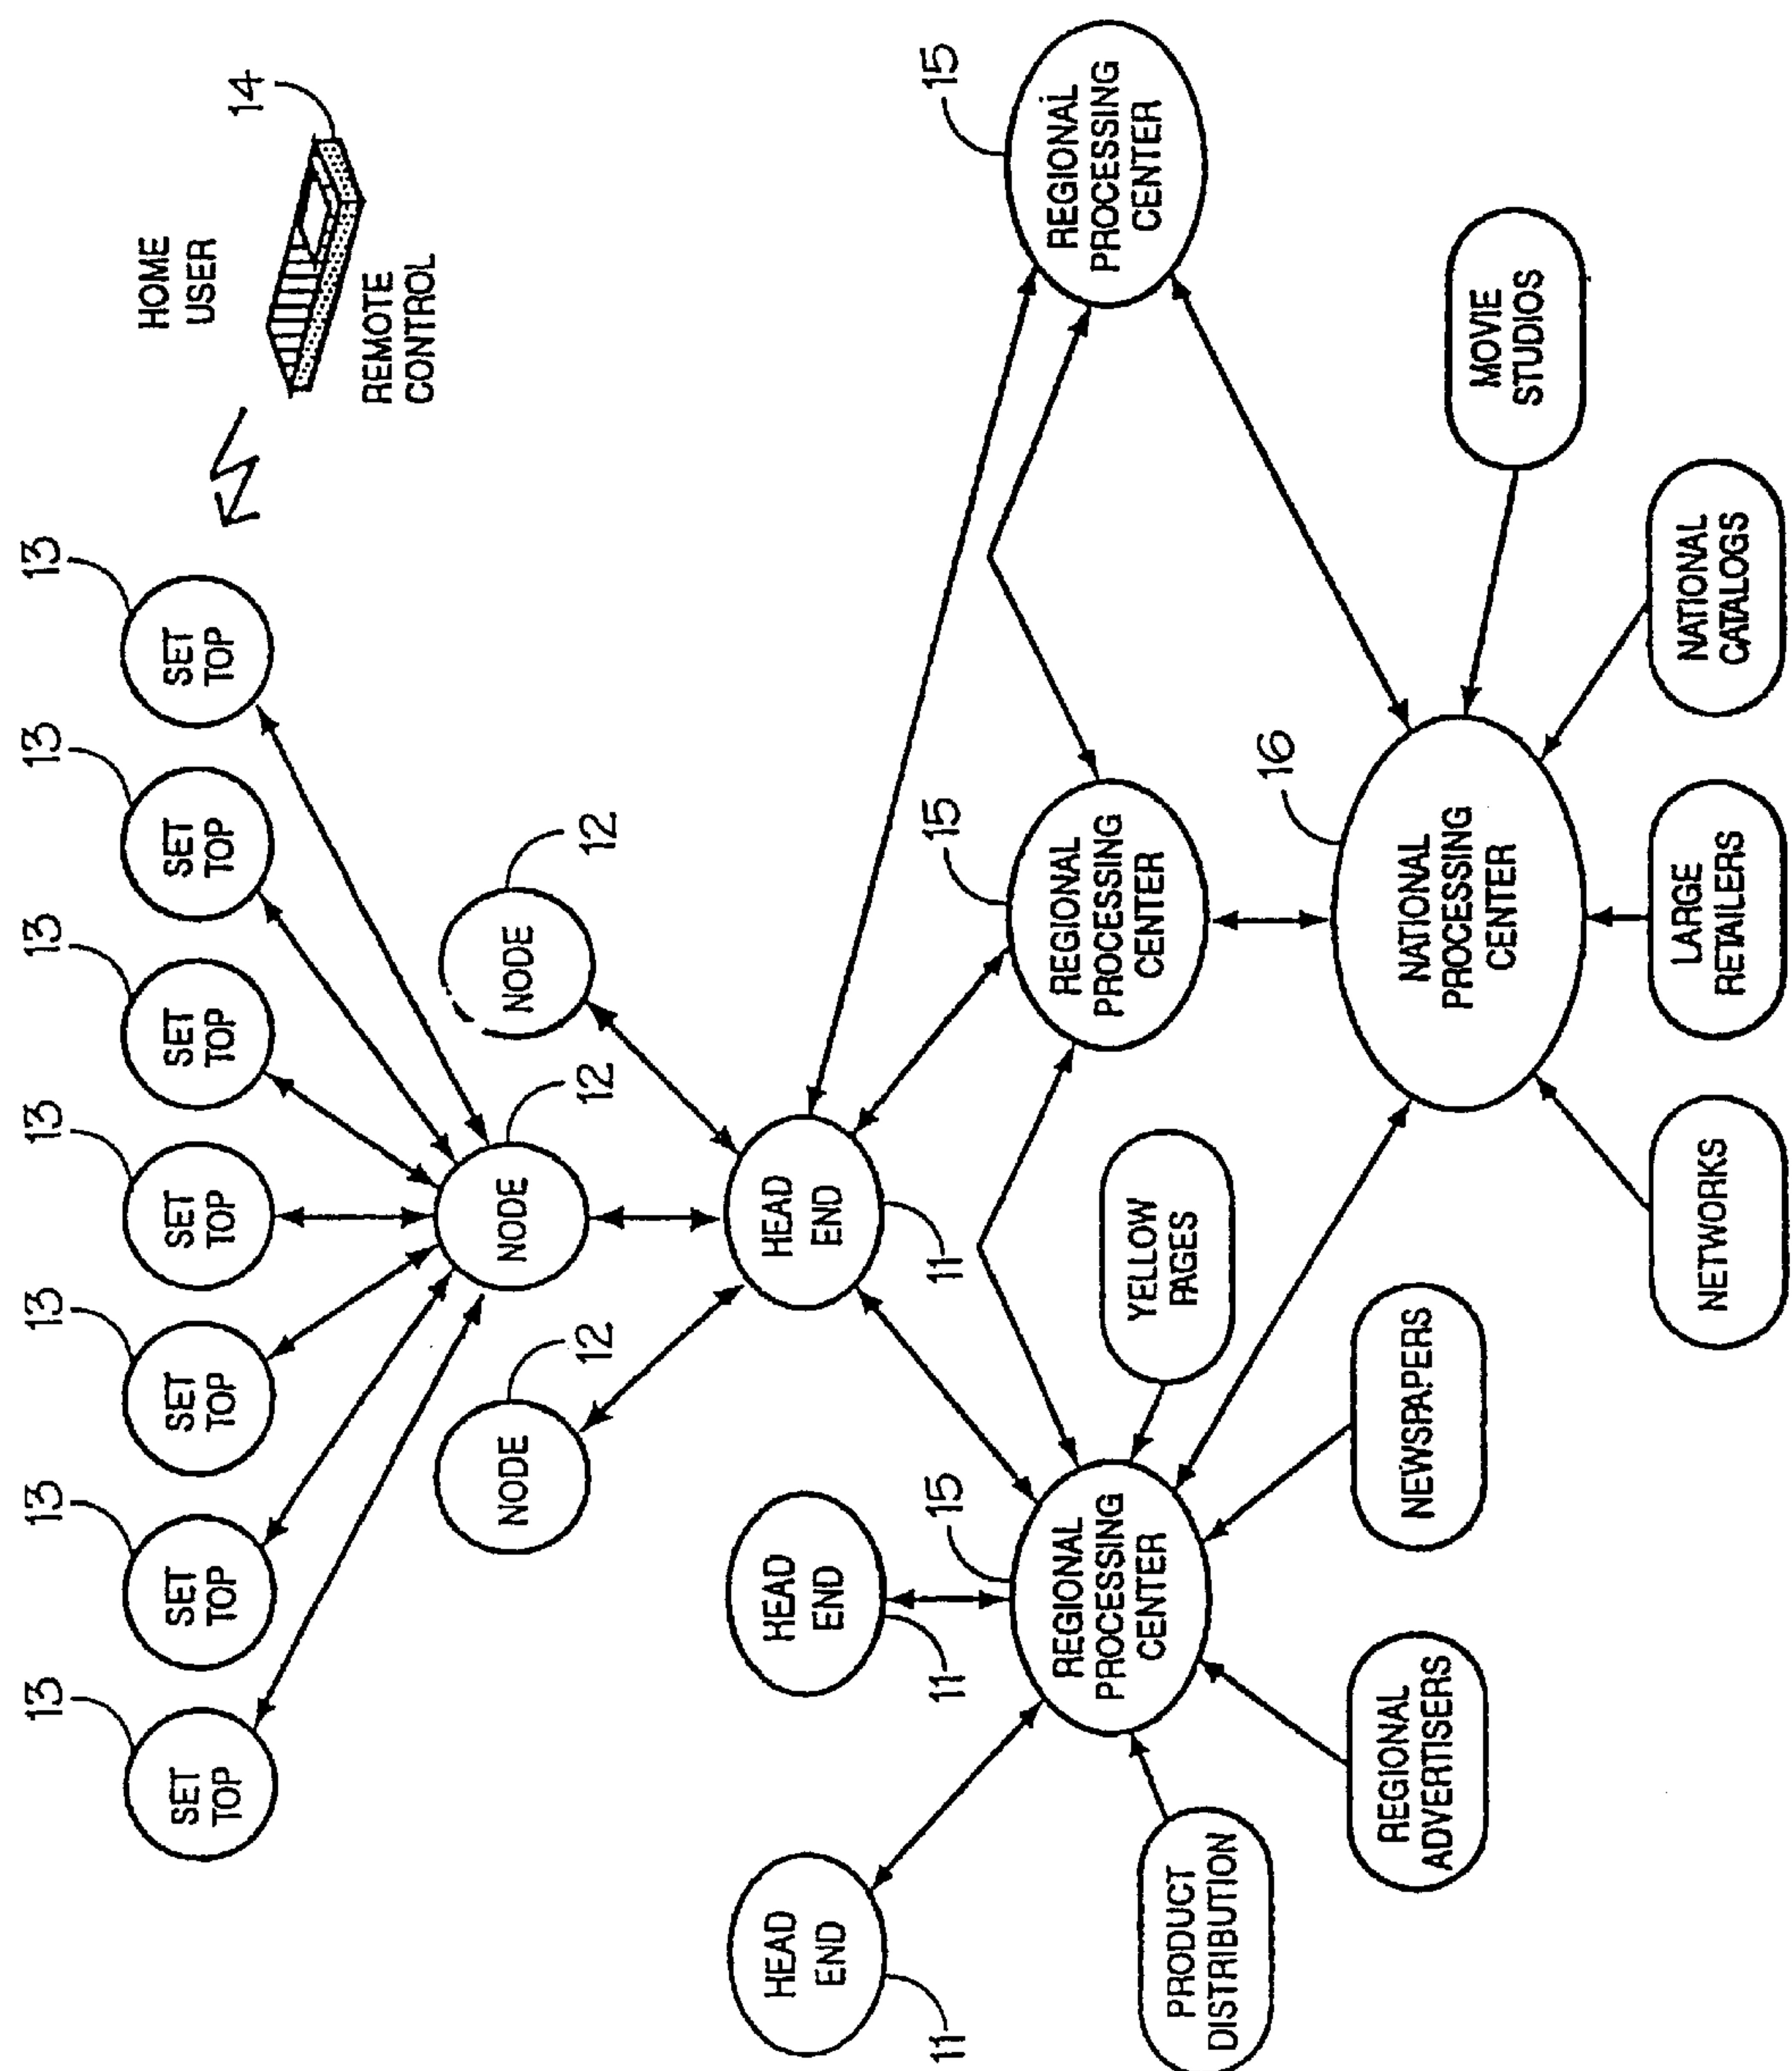 13
13
13
13
13
13
13
SET
TOP
SET
TOP
SET
TOP
SET
TOP
SET
TOP
SET
TOP
SET
TOP
HOME
USER
14
REMOTE
CONTROL
NODE
NODE
NODE
12
12
12
HEAD
END
HEAD
END
HEAD
END
11
11
11
15
15
15
REGIONAL
PROCESSING
CENTER
REGIONAL
PROCESSING
CENTER
REGIONAL
PROCESSING
CENTER
PRODUCT
DISTRIBUTION
YELLOW
PAGES
16
REGIONAL
ADVERTISERS
NEWSPAPERS
NATIONAL
PROCESSING
CENTER
MOVIE
STUDIOS
NETWORKS
LARGE
RETAILERS
NATIONAL
CATALOGS